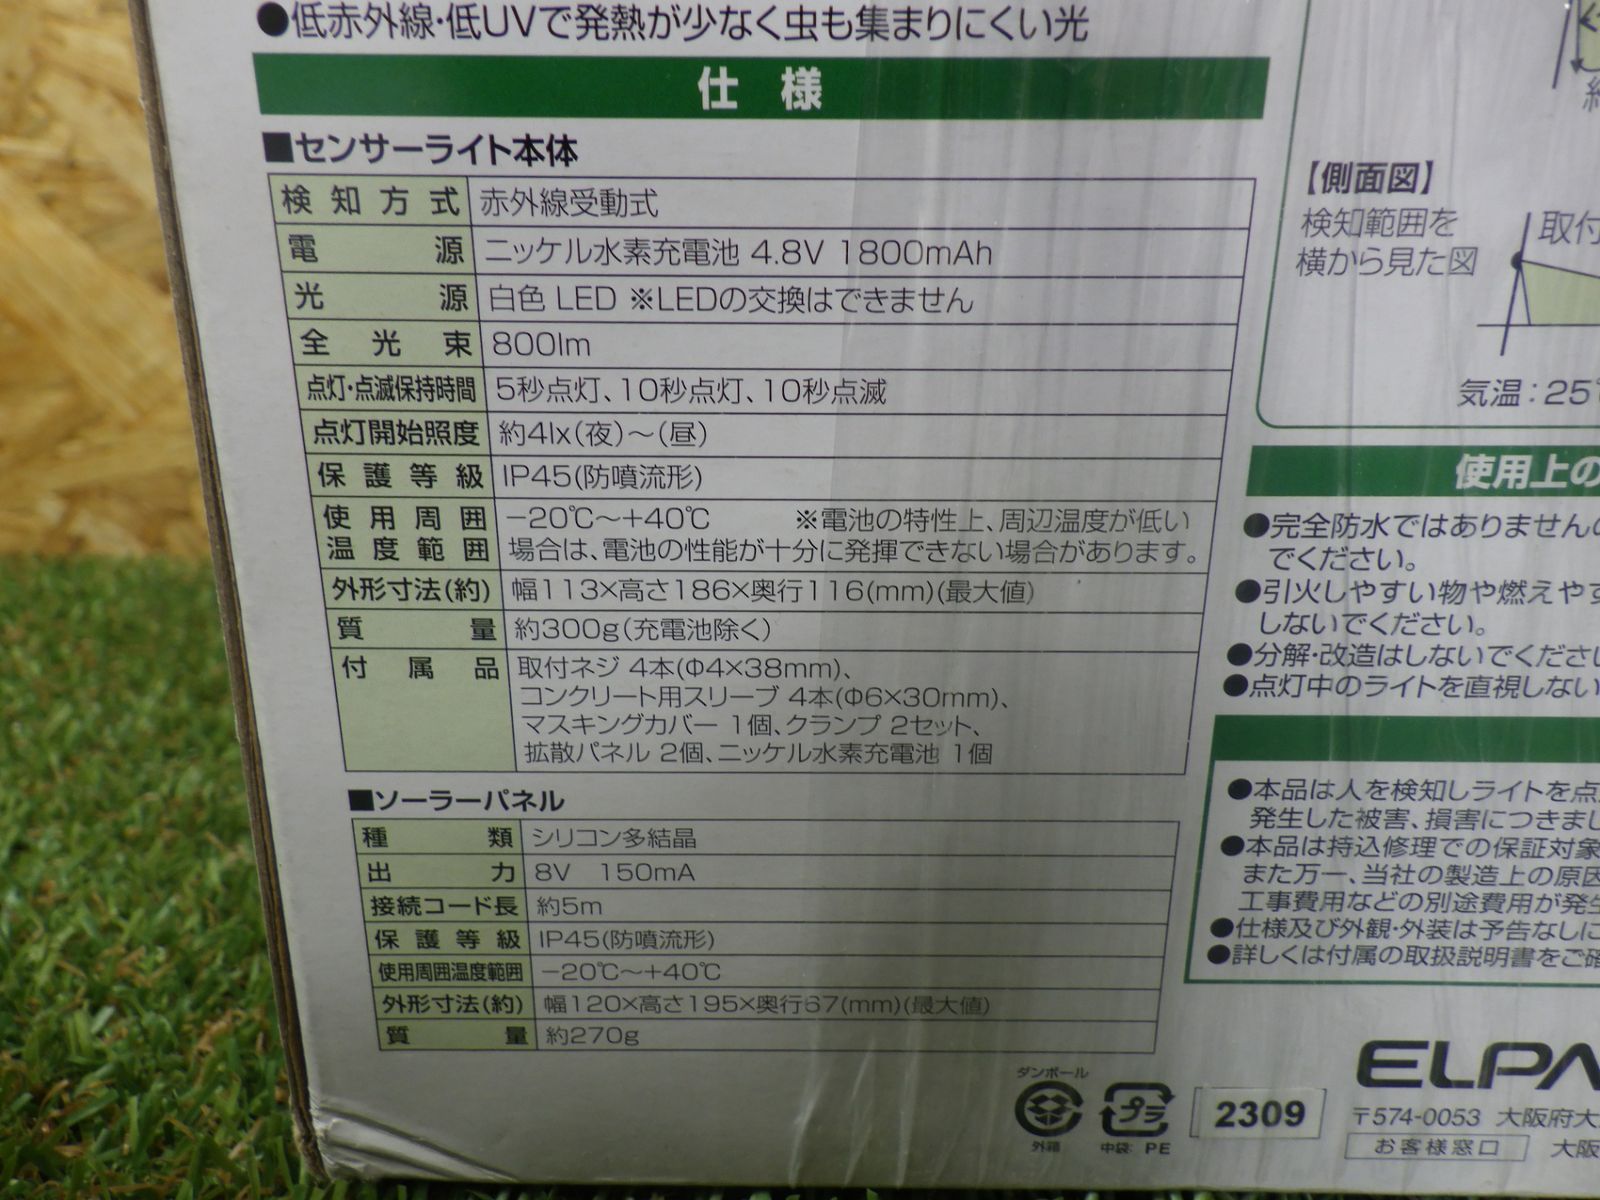 ●低赤外線・低UVで発熱が少なく虫も集まりにくい光
仕様
■センサーライト本体
検知方式 赤外線受動式
電源 ニッケル水素充電池 4.8V 1800mAh
光源 白色 LED ※LEDの交換はできません
全光束 800lm
点灯・点滅保持時間 5秒点灯、10秒点灯、10秒点滅
点灯開始照度 約4lx(夜)～(昼)
保護等級 IP45(防噴流形)
使用周囲 －20℃～＋40℃ ※電池の特性上、周辺温度が低い
温度範囲 場合は、電池の性能が十分に発揮できない場合があります。
外形寸法(約) 幅113×高さ186×奥行116(mm)(最大値)
質量 約300g(充電池除く)
付属品 取付ネジ 4本(Φ4×38mm)、
コンクリート用スリーブ 4本(Φ6×30mm)、
マスキングカバー 1個、クランプ 2セット、
拡散パネル 2個、ニッケル水素充電池 1個
■ソーラーパネル
種類 シリコン多結晶
出力 8V 150mA
接続コード長 約5m
保護等級 IP45(防噴流形)
使用周囲温度範囲 －20℃～＋40℃
外形寸法(約) 幅120×高さ195×奥行67(mm)(最大値)
質量 約270g
ダンボール
外箱
プラ
中袋: PE
2309
【側面図】
検知範囲を
横から見た図
取付
気温：25℃
使用上の
●完全防水ではありませんの
でください。
●引火しやすい物や燃えやす
しないでください。
●分解・改造はしないでくださ
●点灯中のライトを直視しない
●本品は人を検知しライトを点
発生した被害、損害につきまし
●本品は持込修理での保証対象
また万一、当社の製造上の原因
工事費用などの別途費用が発生
●仕様及び外観・外装は予告なしに
●詳しくは付属の取扱説明書をご確
ELPA
〒574-0053 大阪府大
お客様窓口 大阪